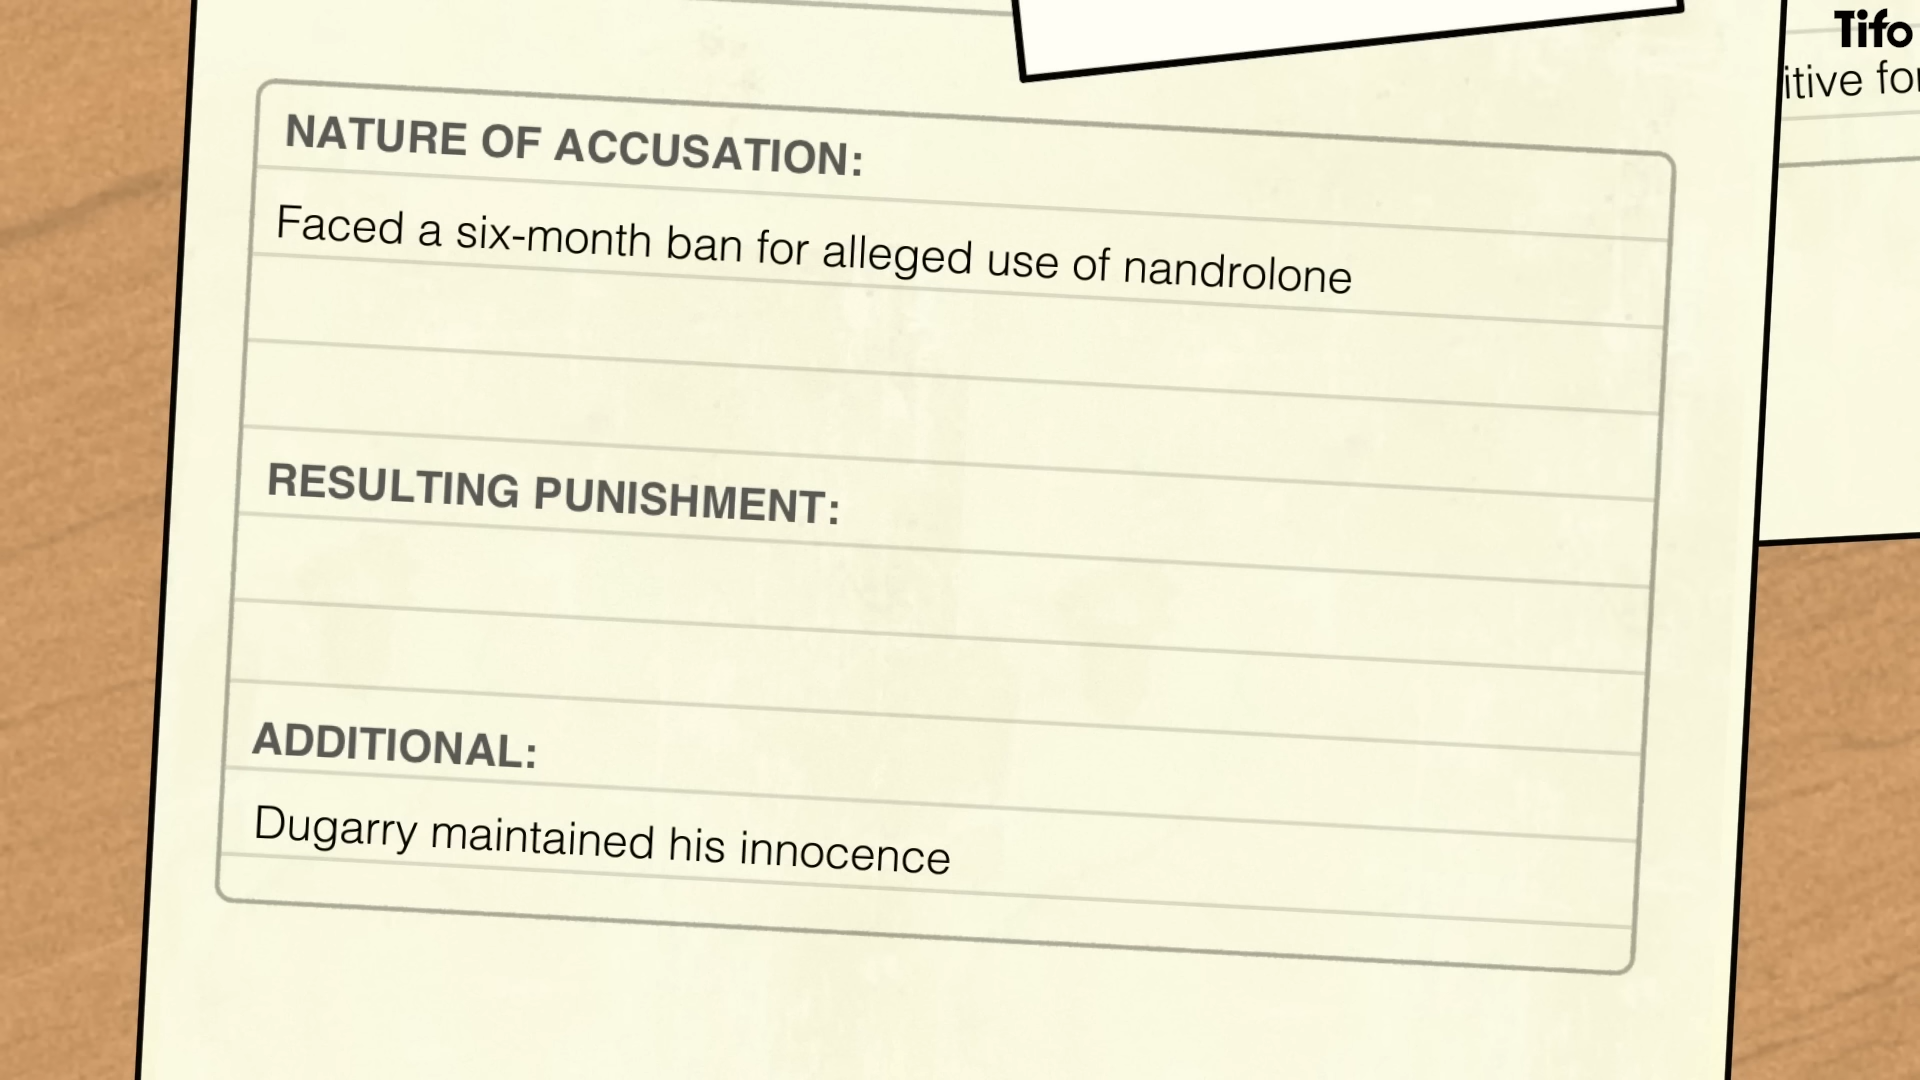 Tifo
itive for
NATURE OF ACCUSATION:
Faced a six-month ban for alleged use of nandrolone
RESULTING PUNISHMENT:
ADDITIONAL:
Dugarry maintained his innocence